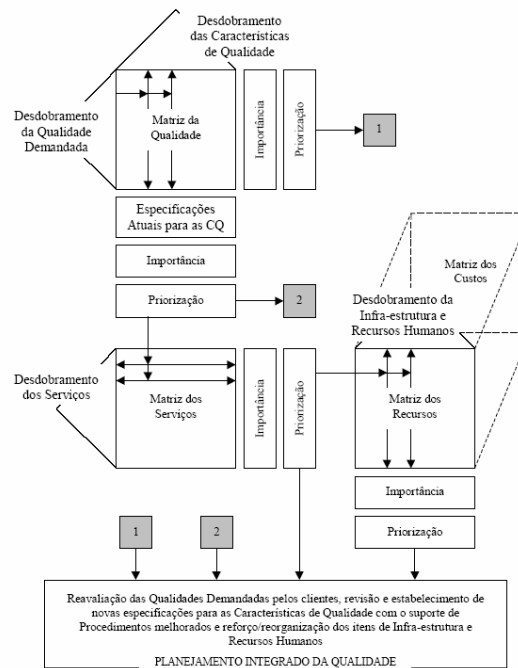 Desdobramento
das Características
de Qualidade
Desdobramento
da Qualidade
Demandada
Matriz da
Qualidade
Importância
Priorização
1
Especificações
Atuais para as CQ
Importância
Priorização
2
Matriz dos
Custos
Desdobramento da
Infra-estrutura e
Recursos Humanos
Desdobramento
dos Serviços
Matriz dos
Serviços
Importância
Priorização
Matriz dos
Recursos
Importância
Priorização
1
2
Reavaliação das Qualidades Demandadas pelos clientes, revisão e estabelecimento de
novas especificações para as Características de Qualidade com o suporte de
Procedimentos melhorados e reforço/reorganização dos itens de Infra-estrutura e
Recursos Humanos
PLANEJAMENTO INTEGRADO DA QUALIDADE